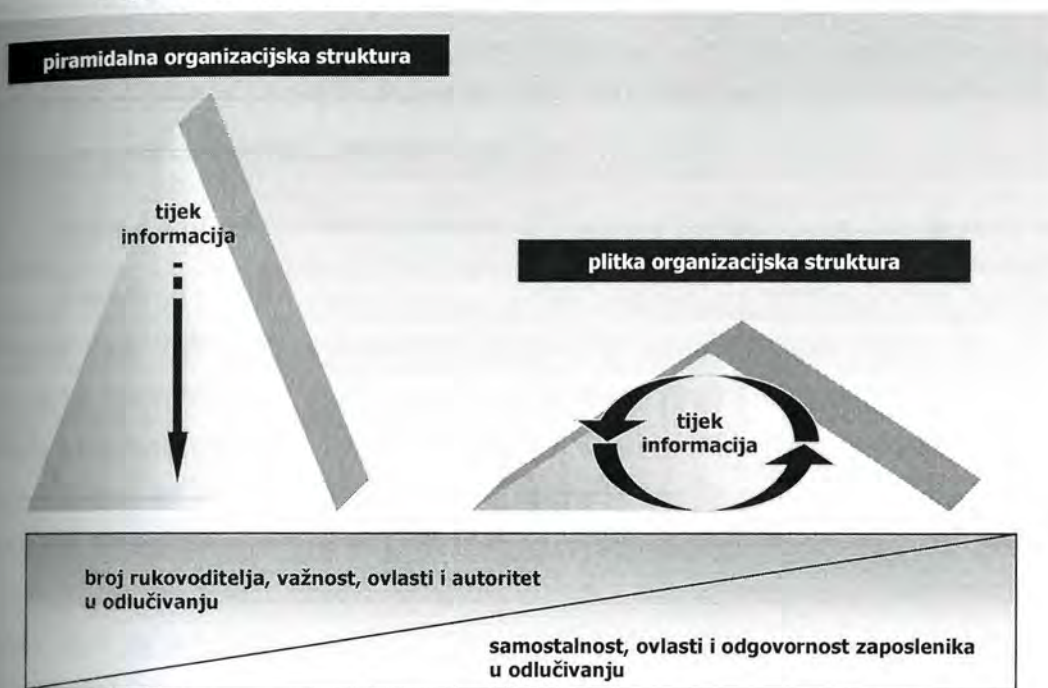 piramidalna organizacijska struktura
tijek
informacija
plitka organizacijska struktura
tijek
informacija
broj rukovoditelja, važnost, ovlasti i autoritet
u odlučivanju
samostalnost, ovlasti i odgovornost zaposlenika
u odlučivanju